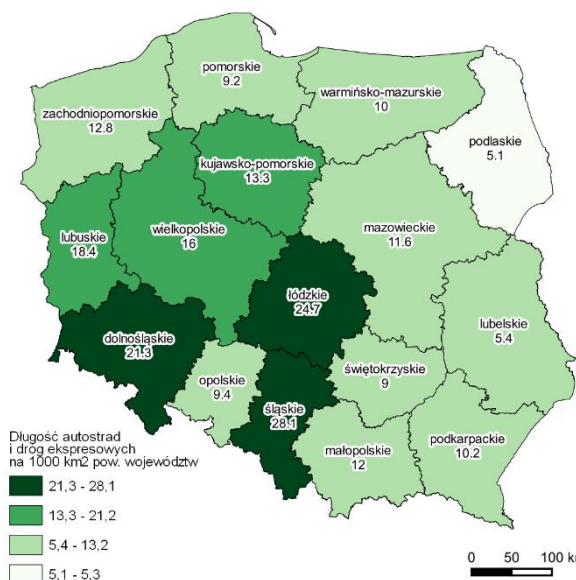 pomorskie
9.2
warmińsko-mazurskie
10
zachodniopomorskie
12.8
podlaskie
5.1
kujawsko-pomorskie
13.3
mazowieckie
11.6
wielkopolskie
16
lubuskie
18.4
łódzkie
24.7
lubelskie
5.4
dolnośląskie
21.3
świętokrzyskie
9
opolskie
9.4
śląskie
28.1
małopolskie
12
podkarpackie
10.2
Długość autostrad
i dróg ekspresowych
na 1000 km2 pow. województw
21,3 - 28,1
13,3 - 21,2
5,4 - 13,2
5,1 - 5,3
0 50 100 km